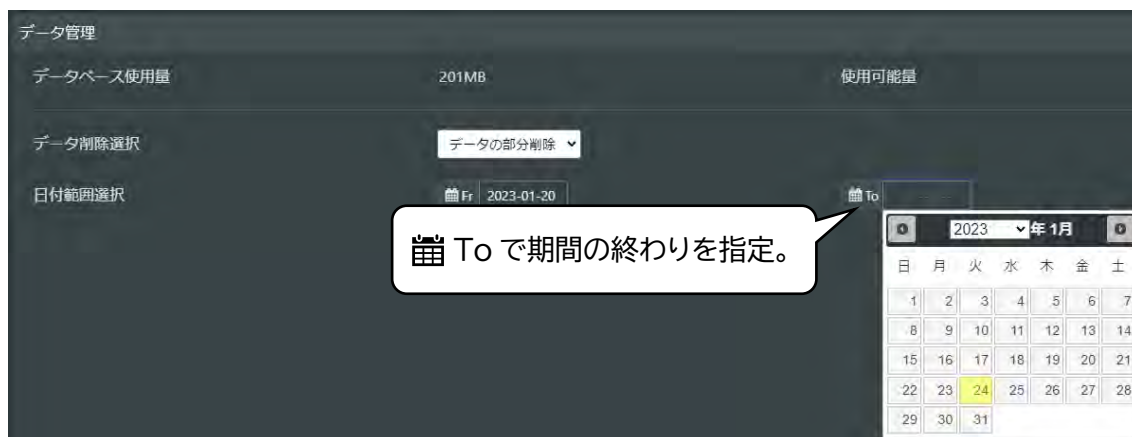 データ管理
データベース使用量 201MB 使用可能量
データ削除選択 データの部分削除
日付範囲選択 Fr 2023-01-20 To
To で期間の終わりを指定。
2023 年 1月
日 月 火 水 木 金 土
1 2 3 4 5 6 7
8 9 10 11 12 13 14
15 16 17 18 19 20 21
22 23 24 25 26 27 28
29 30 31